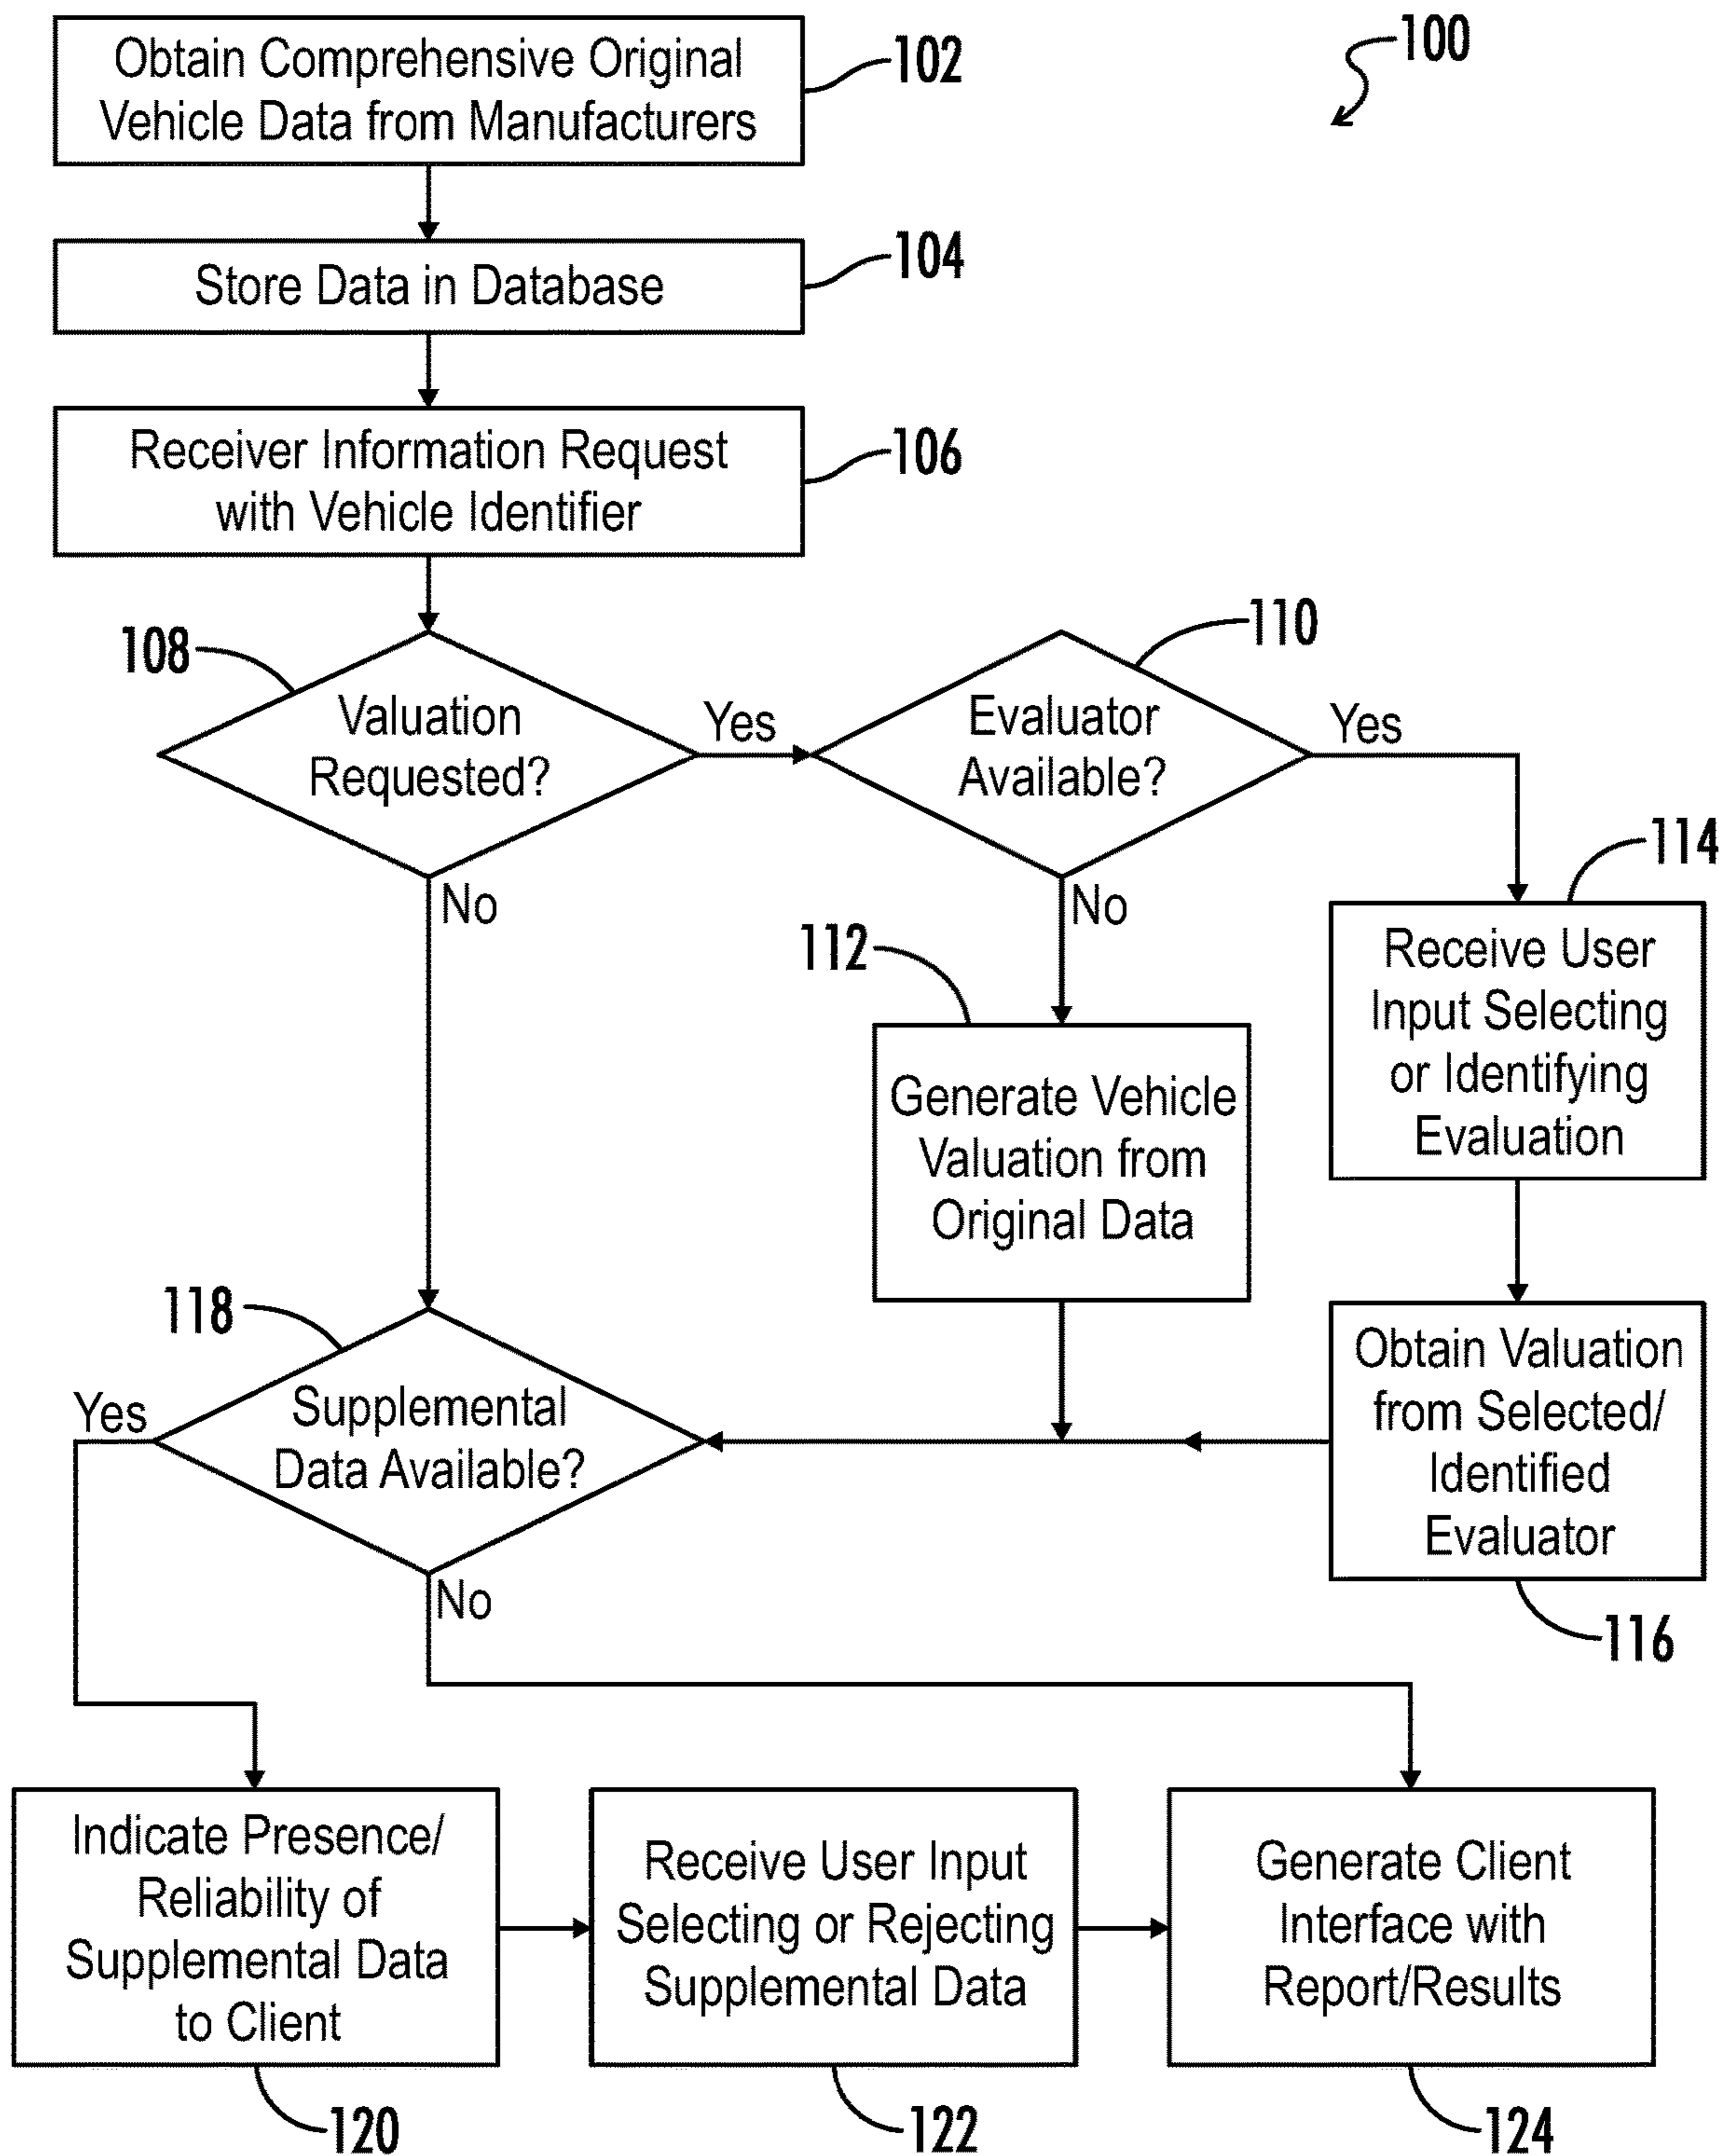 100
Obtain Comprehensive Original
Vehicle Data from Manufacturers
102
Store Data in Database
104
Receiver Information Request
with Vehicle Identifier
106
108
Valuation
Requested?
Yes
No
110
Evaluator
Available?
Yes
No
112
Generate Vehicle
Valuation from
Original Data
114
Receive User
Input Selecting
or Identifying
Evaluation
Obtain Valuation
from Selected/
Identified
Evaluator
116
118
Supplemental
Data Available?
Yes
No
Indicate Presence/
Reliability of
Supplemental Data
to Client
120
Receive User Input
Selecting or Rejecting
Supplemental Data
122
Generate Client
Interface with
Report/Results
124